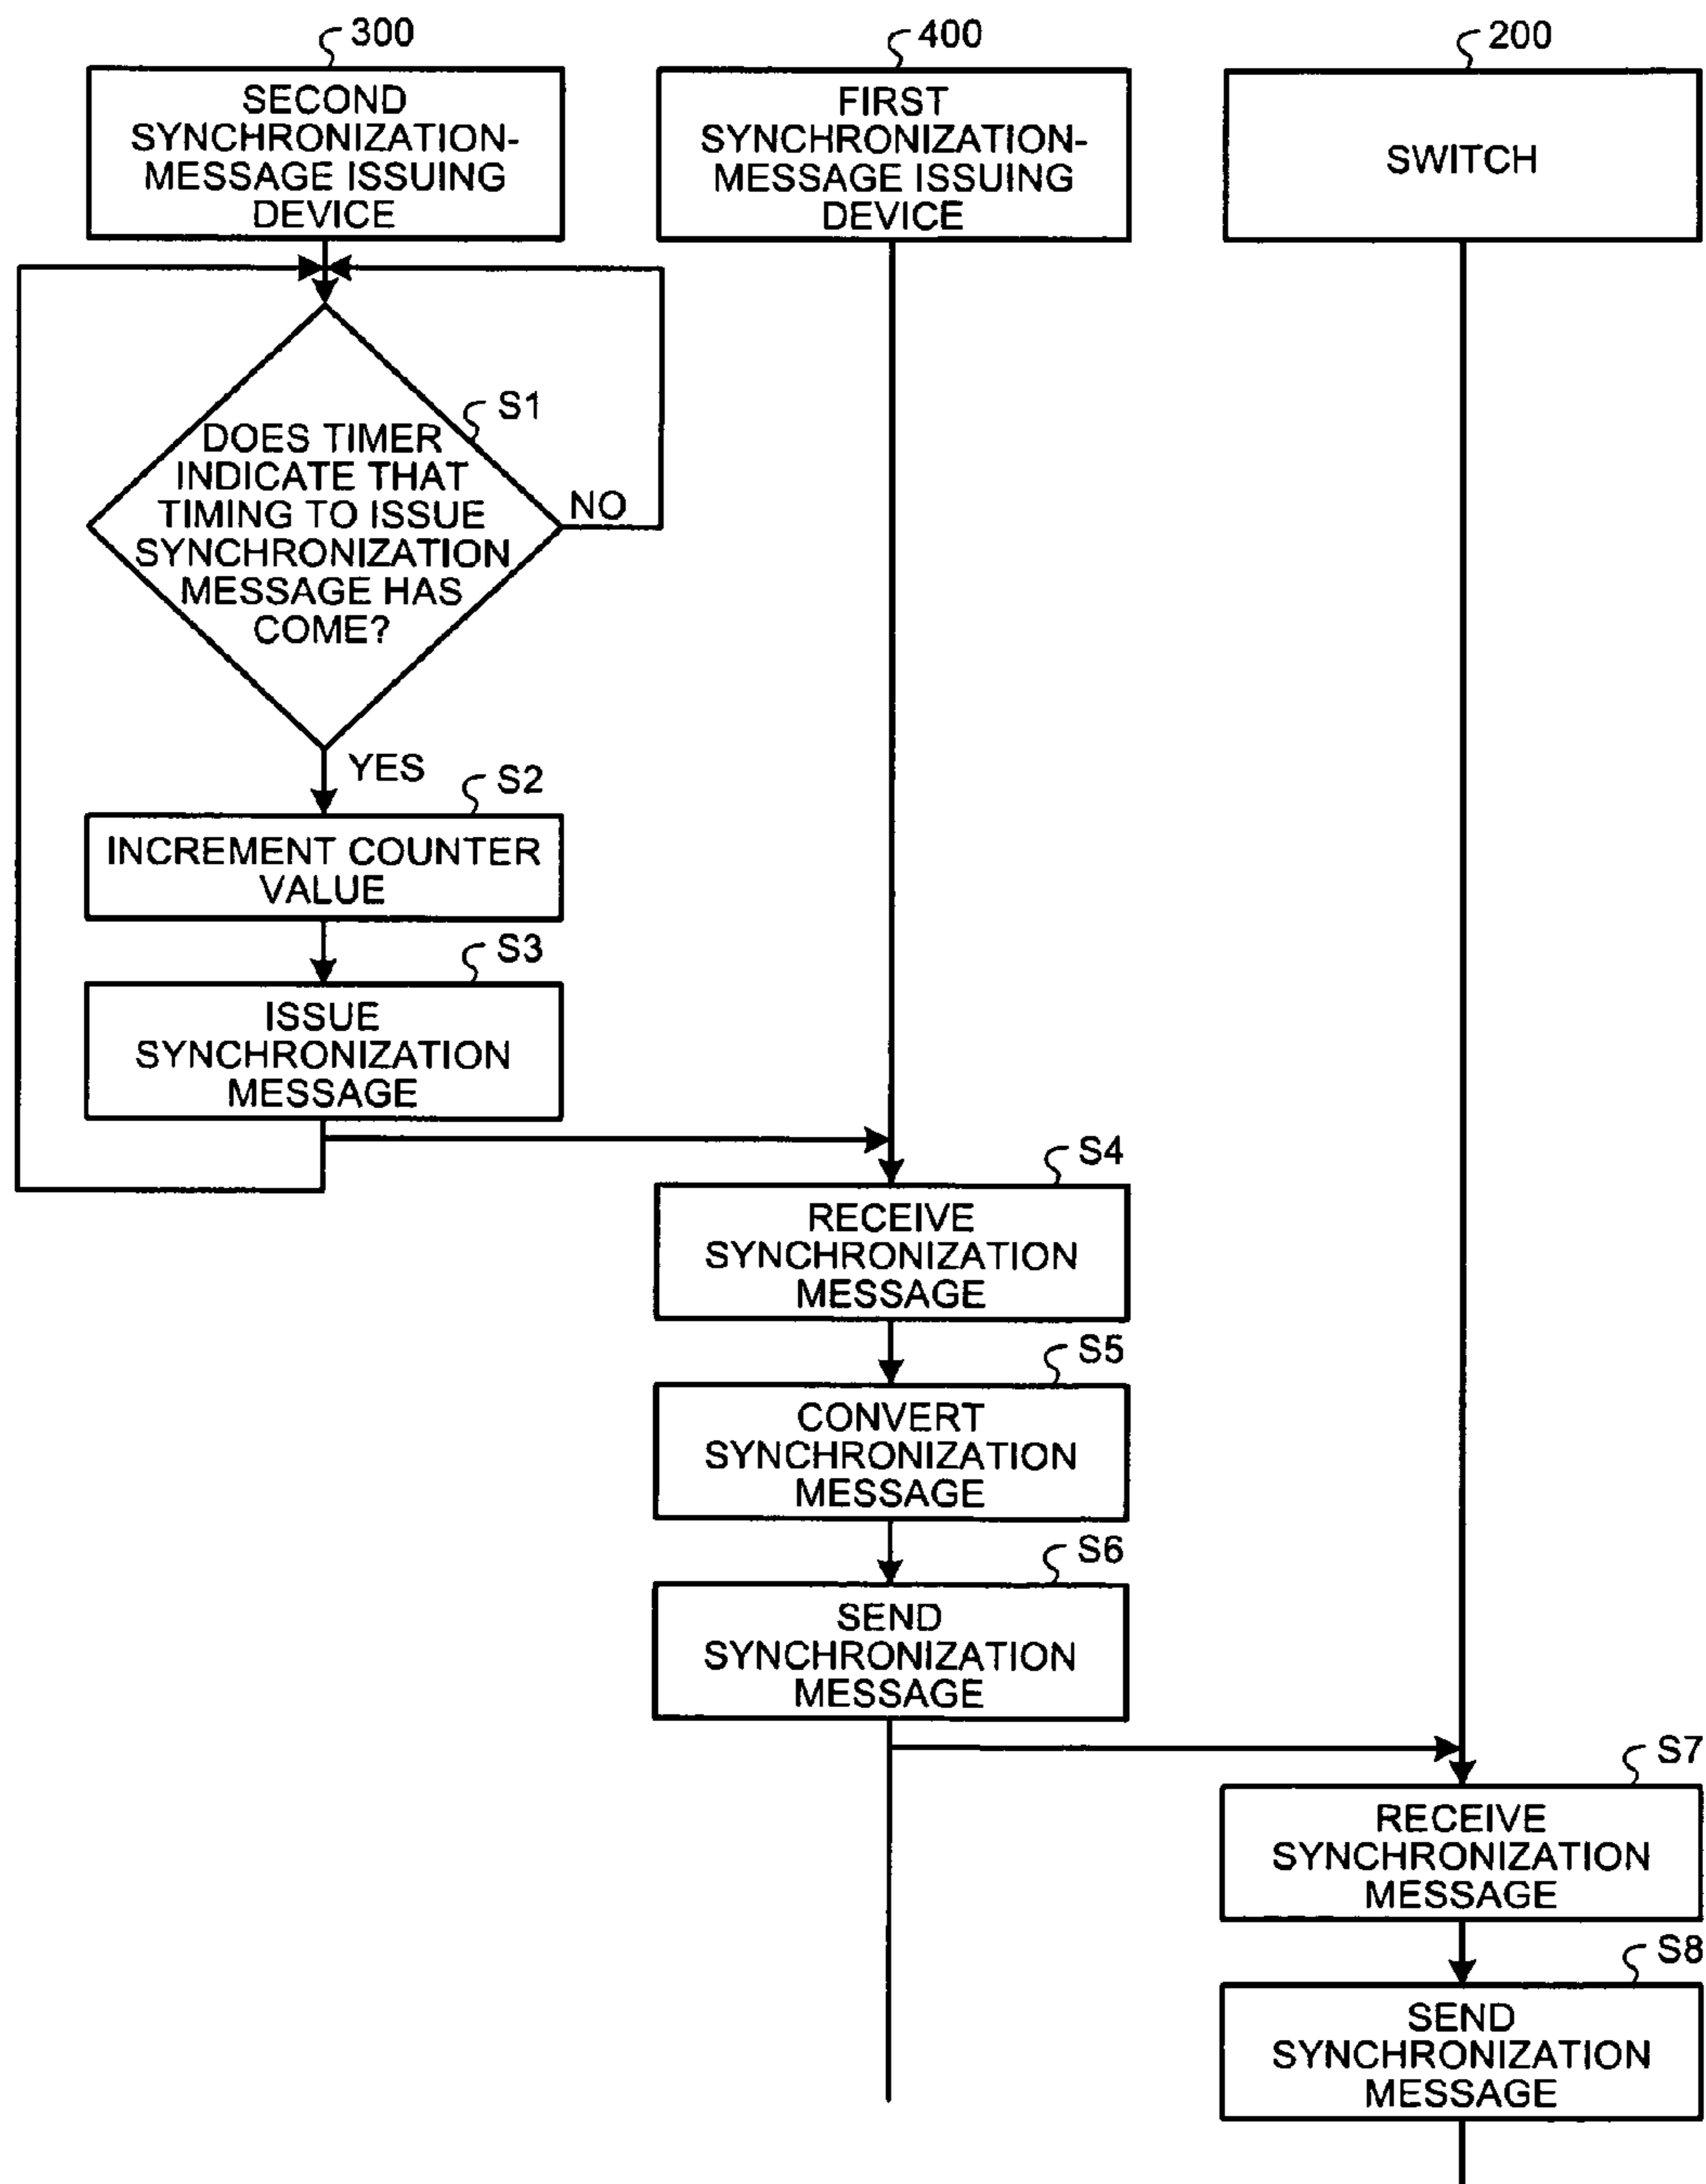 300
SECOND
SYNCHRONIZATION-
MESSAGE ISSUING
DEVICE
400
FIRST
SYNCHRONIZATION-
MESSAGE ISSUING
DEVICE
200
SWITCH
S1
DOES TIMER
INDICATE THAT
TIMING TO ISSUE
SYNCHRONIZATION
MESSAGE HAS
COME?
NO
YES
S2
INCREMENT COUNTER
VALUE
S3
ISSUE
SYNCHRONIZATION
MESSAGE
S4
RECEIVE
SYNCHRONIZATION
MESSAGE
S5
CONVERT
SYNCHRONIZATION
MESSAGE
S6
SEND
SYNCHRONIZATION
MESSAGE
S7
RECEIVE
SYNCHRONIZATION
MESSAGE
S8
SEND
SYNCHRONIZATION
MESSAGE